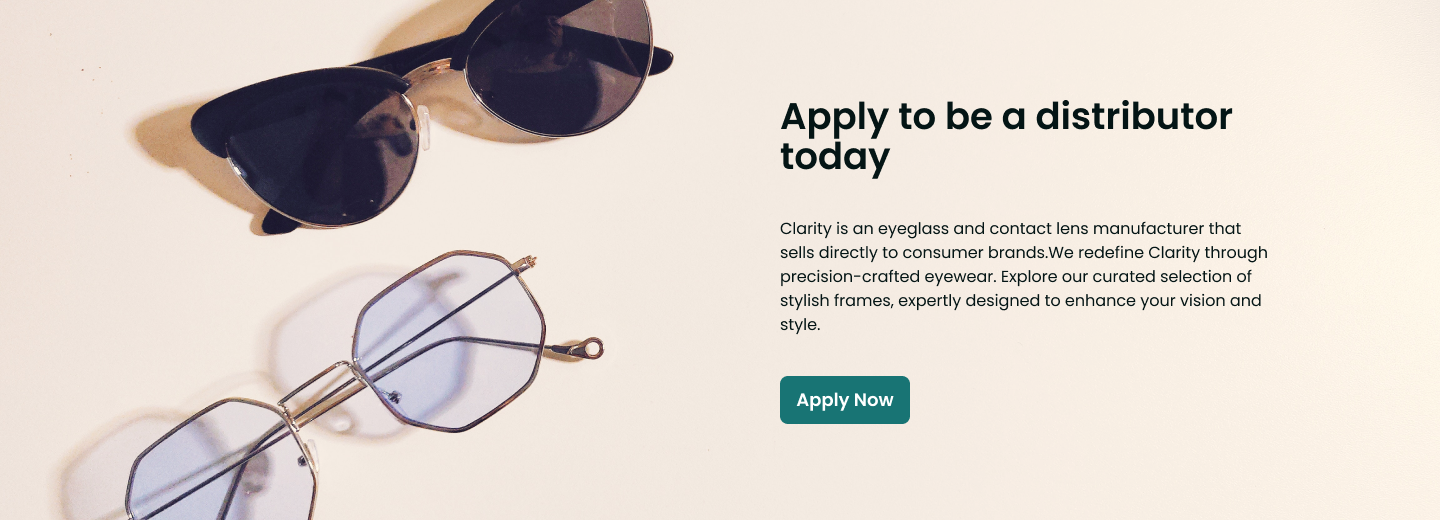 Apply to be a distributor
today
Clarity is an eyeglass and contact lens manufacturer that
sells directly to consumer brands.We redefine Clarity through
precision-crafted eyewear. Explore our curated selection of
stylish frames, expertly designed to enhance your vision and
style.
Apply Now